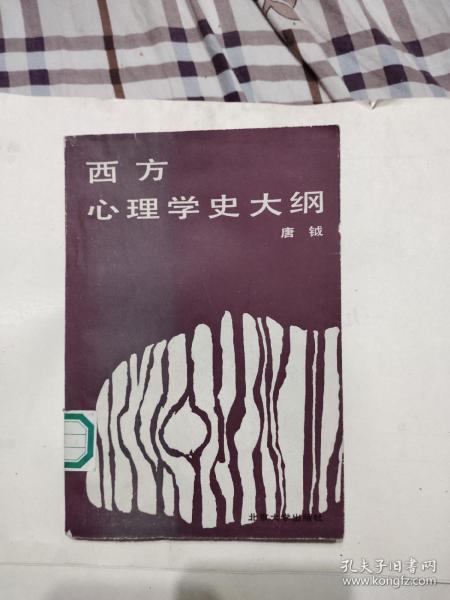 西方
心理学史大纲
唐钺
北京大学出版社
孔夫子旧书网
www.kongfz.com